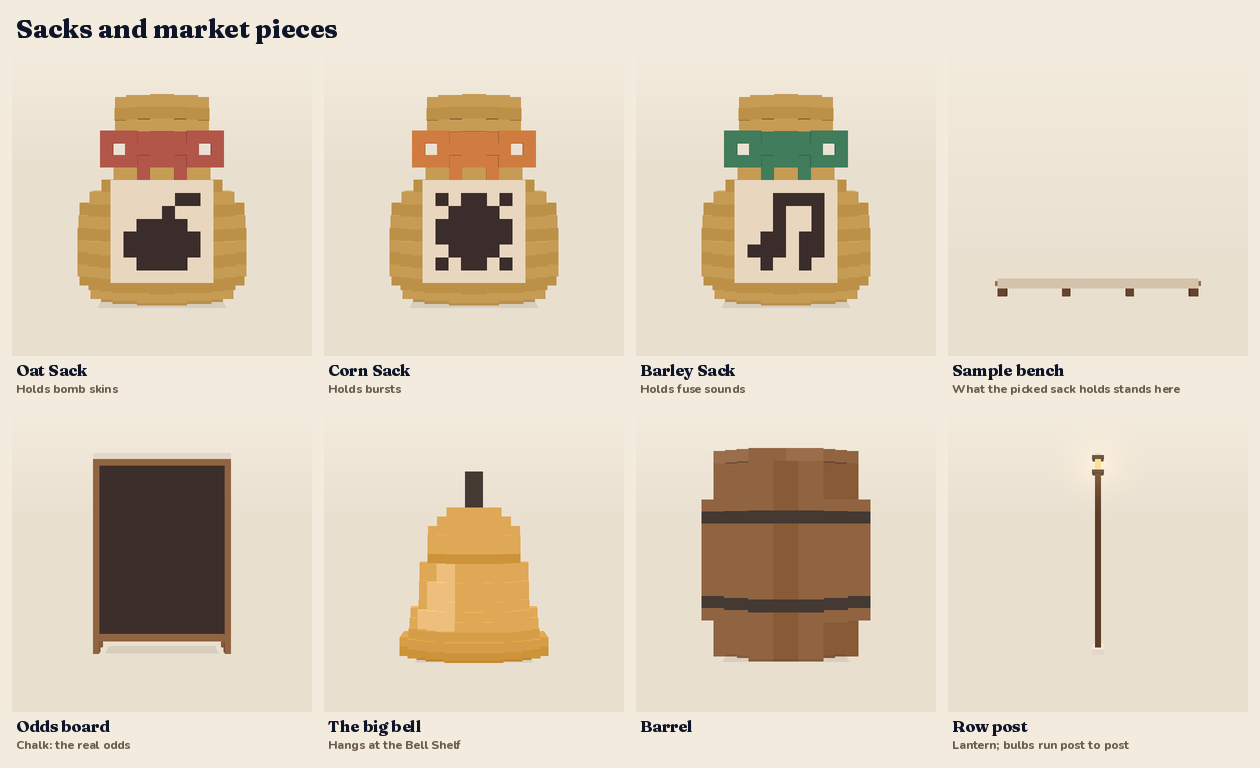 Sacks and market pieces
Oat Sack
Holds bomb skins
Corn Sack
Holds bursts
Barley Sack
Holds fuse sounds
Sample bench
What the picked sack holds stands here
Odds board
Chalk: the real odds
The big bell
Hangs at the Bell Shelf
Barrel
Row post
Lantern; bulbs run post to post